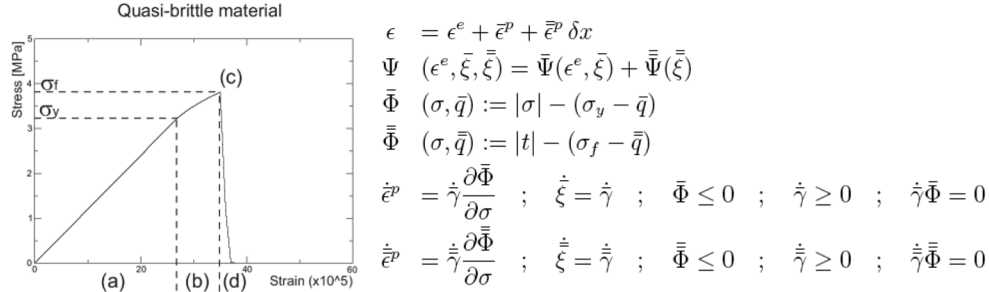 Quasi-brittle material
Stress [MPa]
5
4
3
2
1
0
σf
σy
(c)
0 20 40 60
(a) (b) (d) Strain (x10^5)
ϵ = ϵ^e + ϵ̄^p + ϵ̿^p δx
Ψ (ϵ^e, ξ̄, ξ̿) = Ψ̄(ϵ^e, ξ̄) + Ψ̿(ξ̿)
Φ̄ (σ, q̄) := |σ| − (σ_y − q̄)
Φ̿ (σ, q̿) := |t| − (σ_f − q̿)
ϵ̄̇^p = γ̄̇ ∂Φ̄/∂σ ; ξ̄̇ = γ̄̇ ; Φ̄ ≤ 0 ; γ̄̇ ≥ 0 ; γ̄̇Φ̄ = 0
ϵ̿̇^p = γ̿̇ ∂Φ̿/∂σ ; ξ̿̇ = γ̿̇ ; Φ̿ ≤ 0 ; γ̿̇ ≥ 0 ; γ̿̇Φ̿ = 0